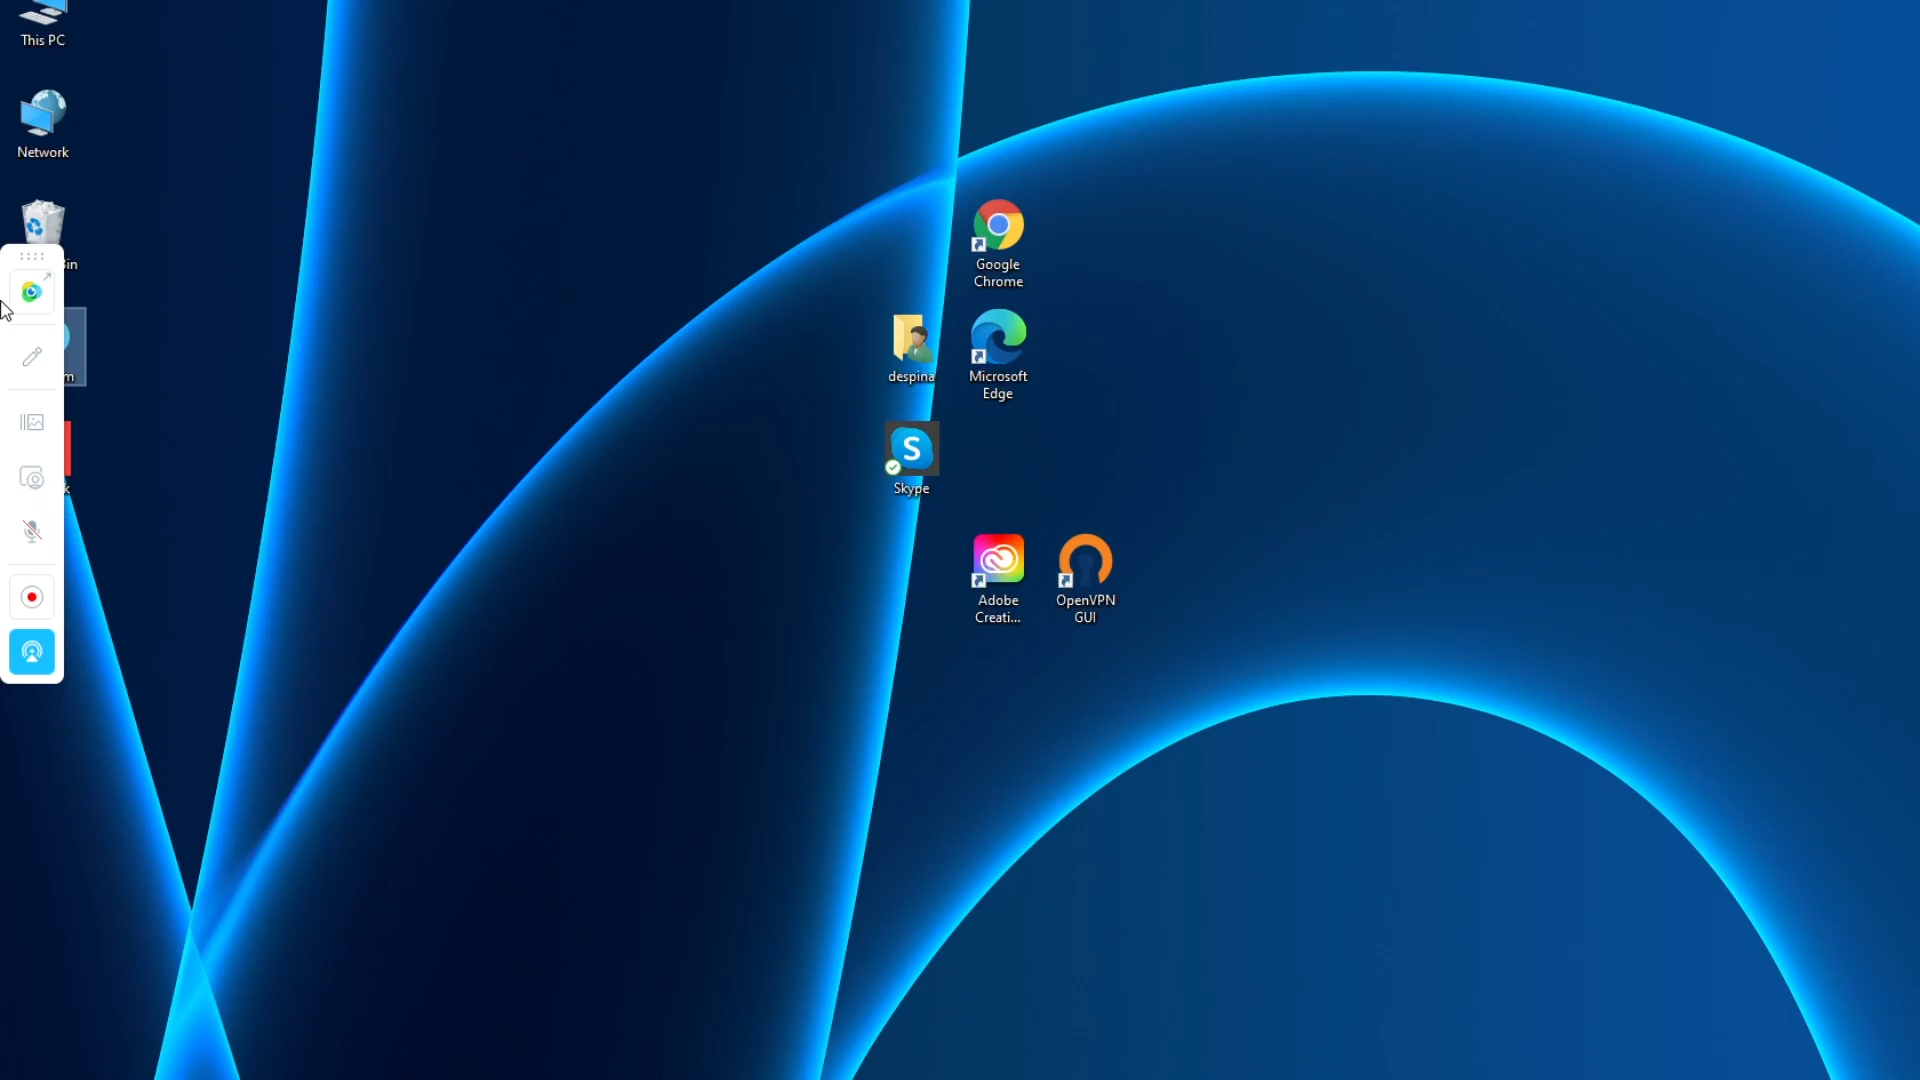 This PC
Network
in
m
k
Google
Chrome
despina
Microsoft
Edge
S
Skype
Adobe
Creati...
OpenVPN
GUI